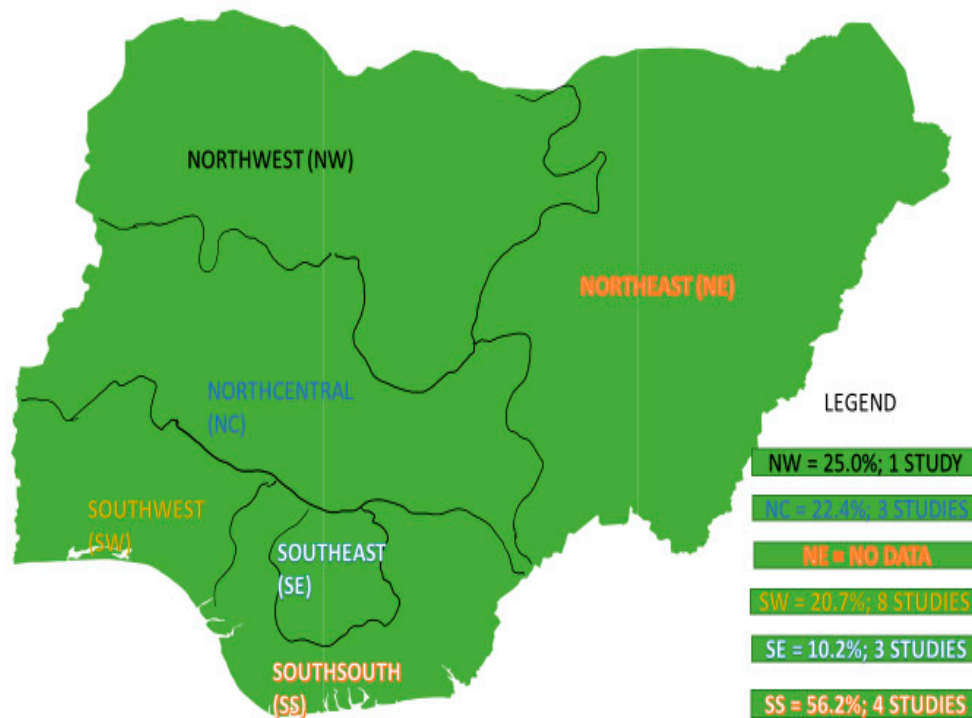 NORTHWEST (NW)
NORTHEAST (NE)
NORTHCENTRAL
(NC)
SOUTHWEST
(SW)
SOUTHEAST
(SE)
SOUTHSOUTH
(SS)
LEGEND
NW = 25.0%; 1 STUDY
NC = 22.4%; 3 STUDIES
NE = NO DATA
SW = 20.7%; 8 STUDIES
SE = 10.2%; 3 STUDIES
SS = 56.2%; 4 STUDIES